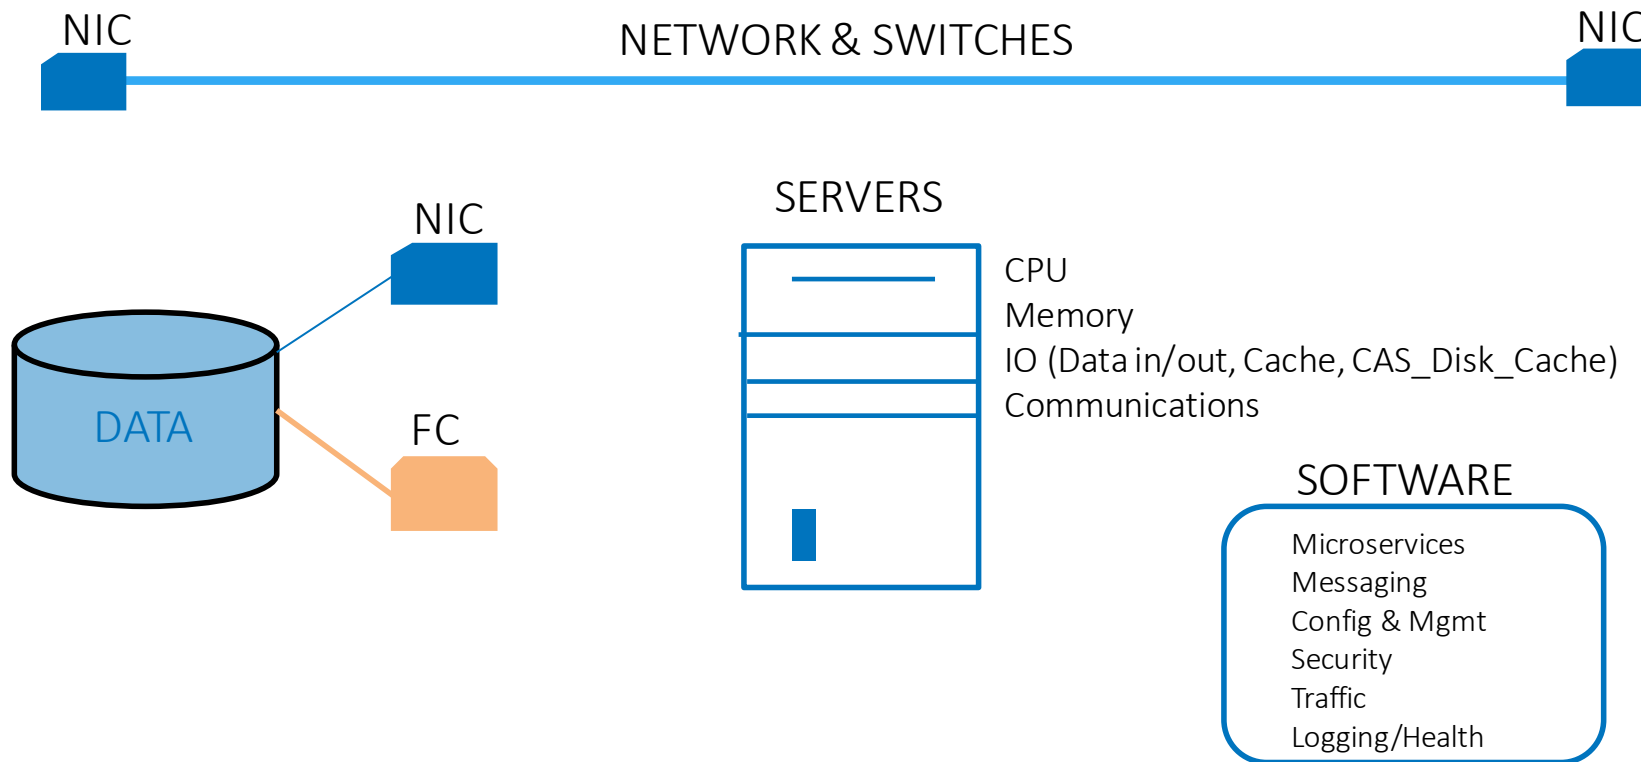 NIC
NETWORK & SWITCHES
NIC
NIC
DATA
FC
SERVERS
CPU
Memory
IO (Data in/out, Cache, CAS_Disk_Cache)
Communications
SOFTWARE
Microservices
Messaging
Config & Mgmt
Security
Traffic
Logging/Health